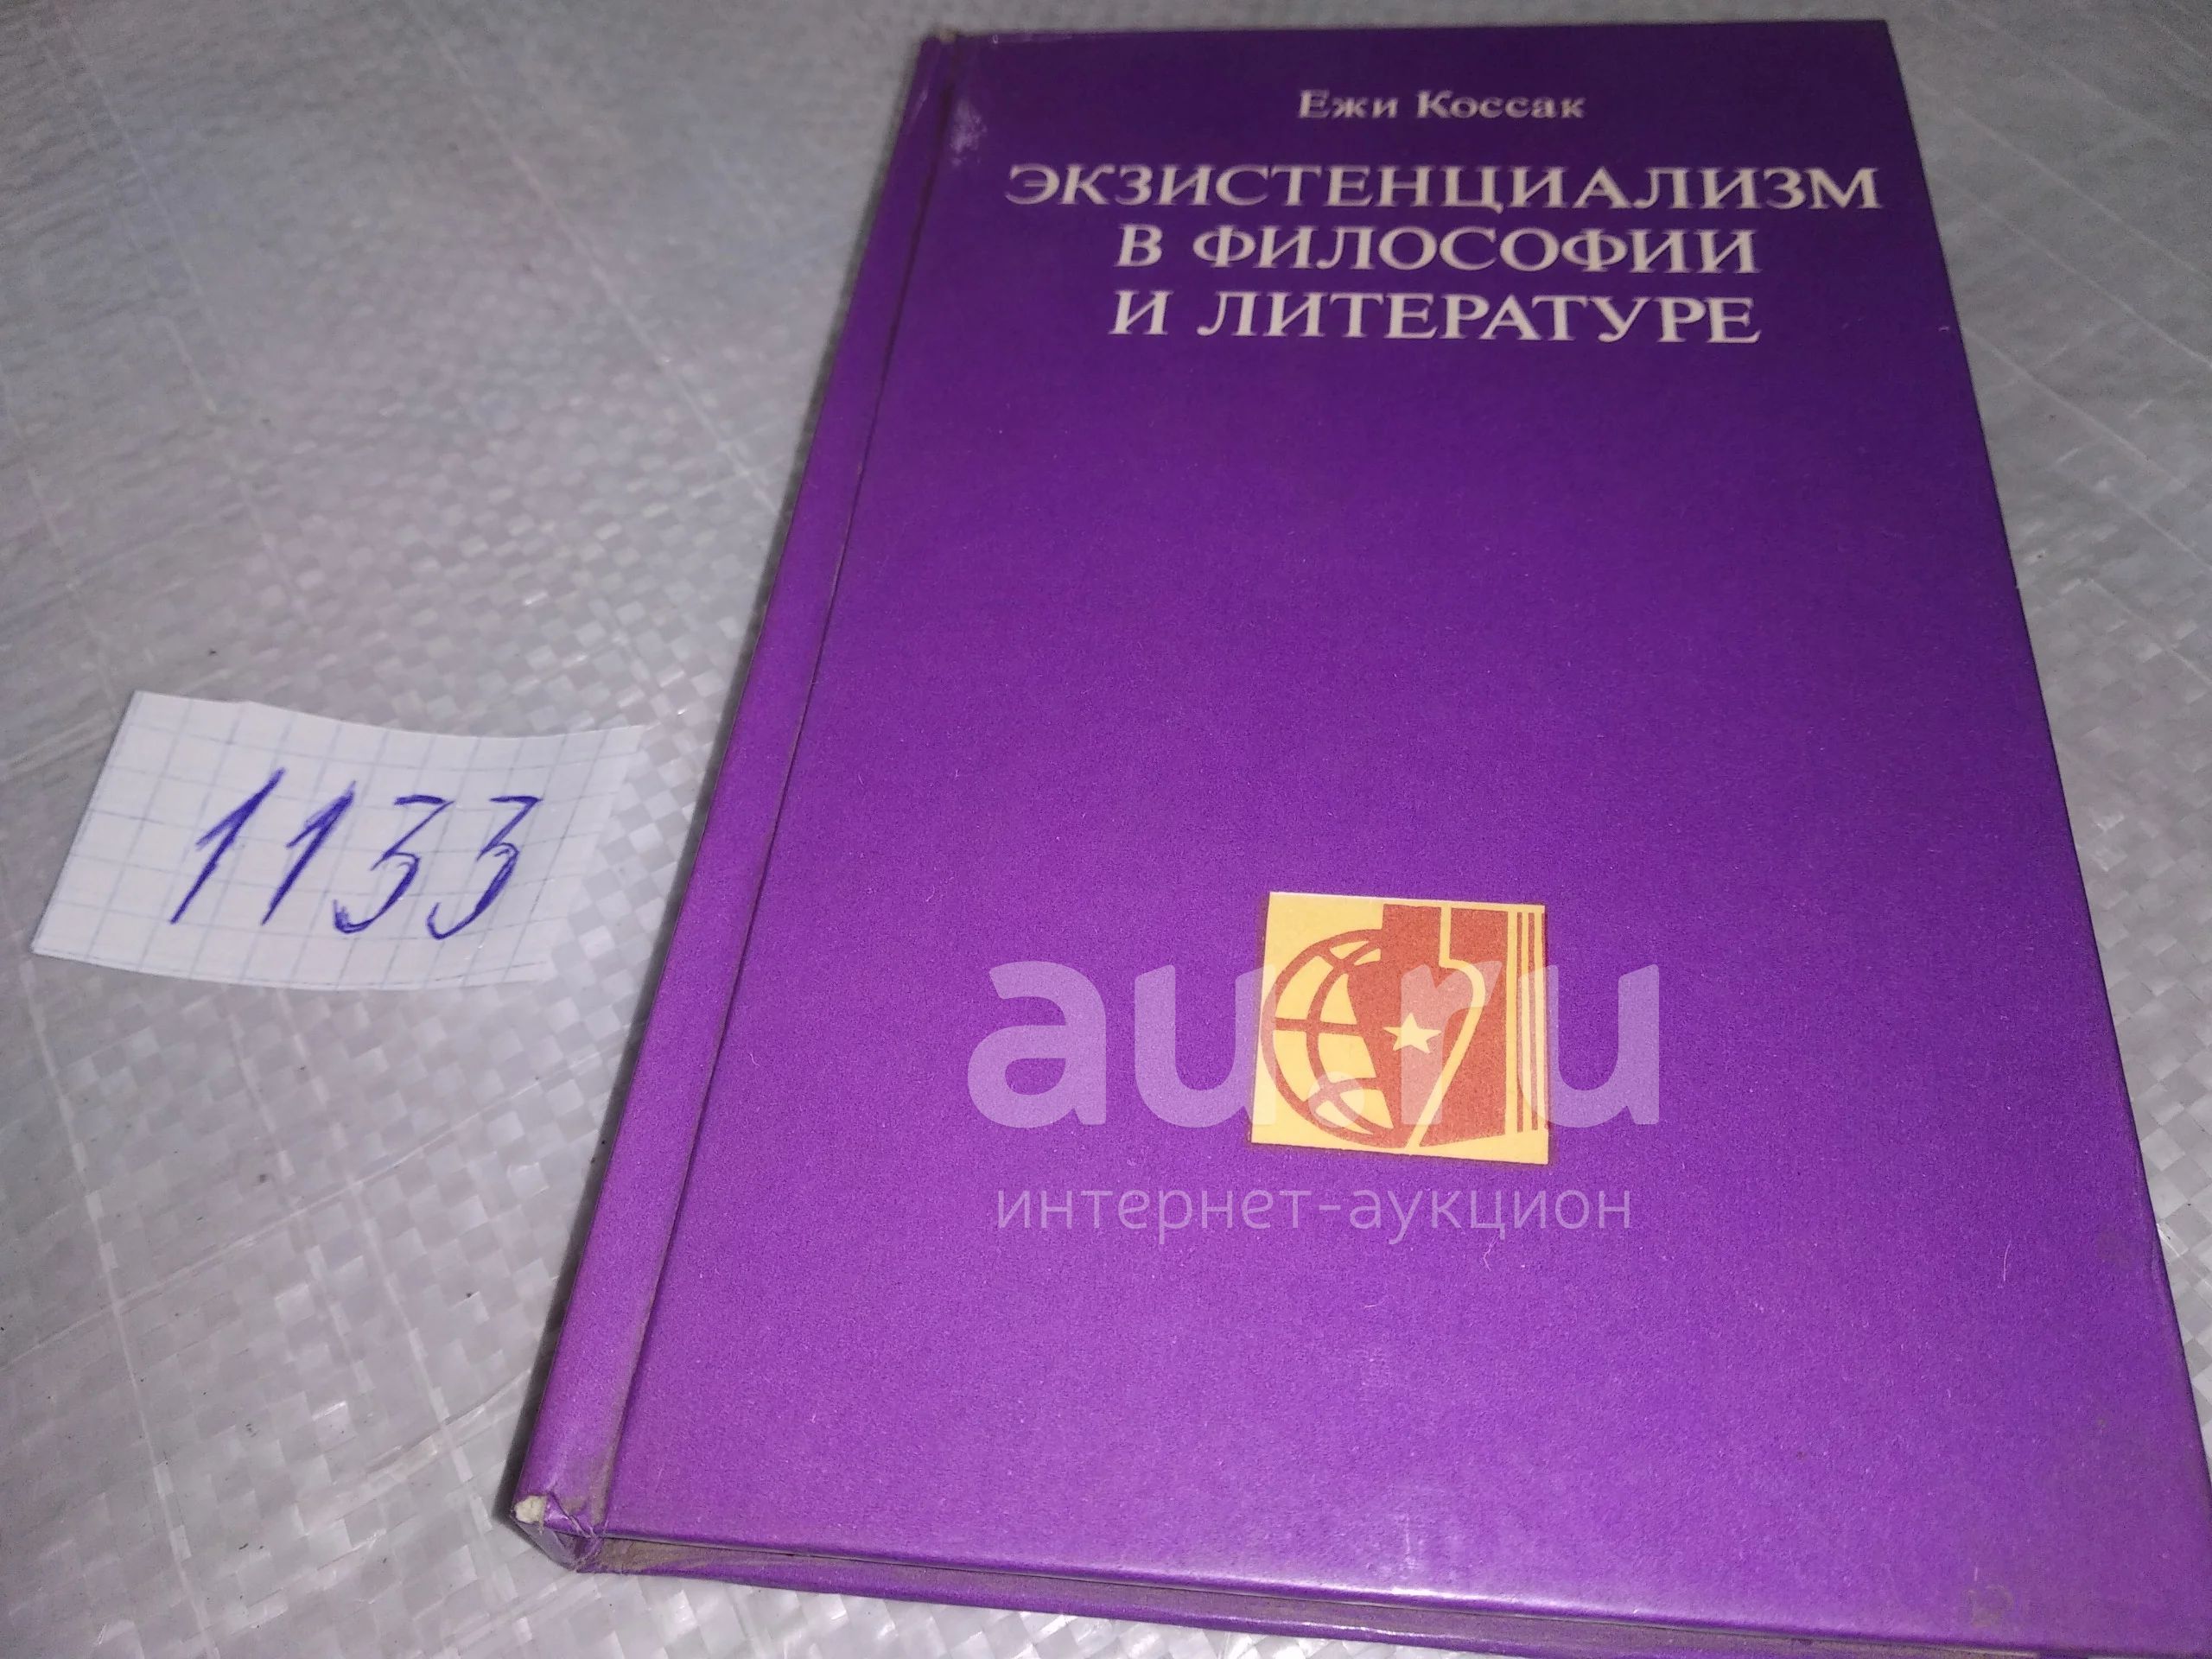 Ежи Коссак
ЭКЗИСТЕНЦИАЛИЗМ
В ФИЛОСОФИИ
И ЛИТЕРАТУРЕ
1133
au.ru
интернет-аукцион